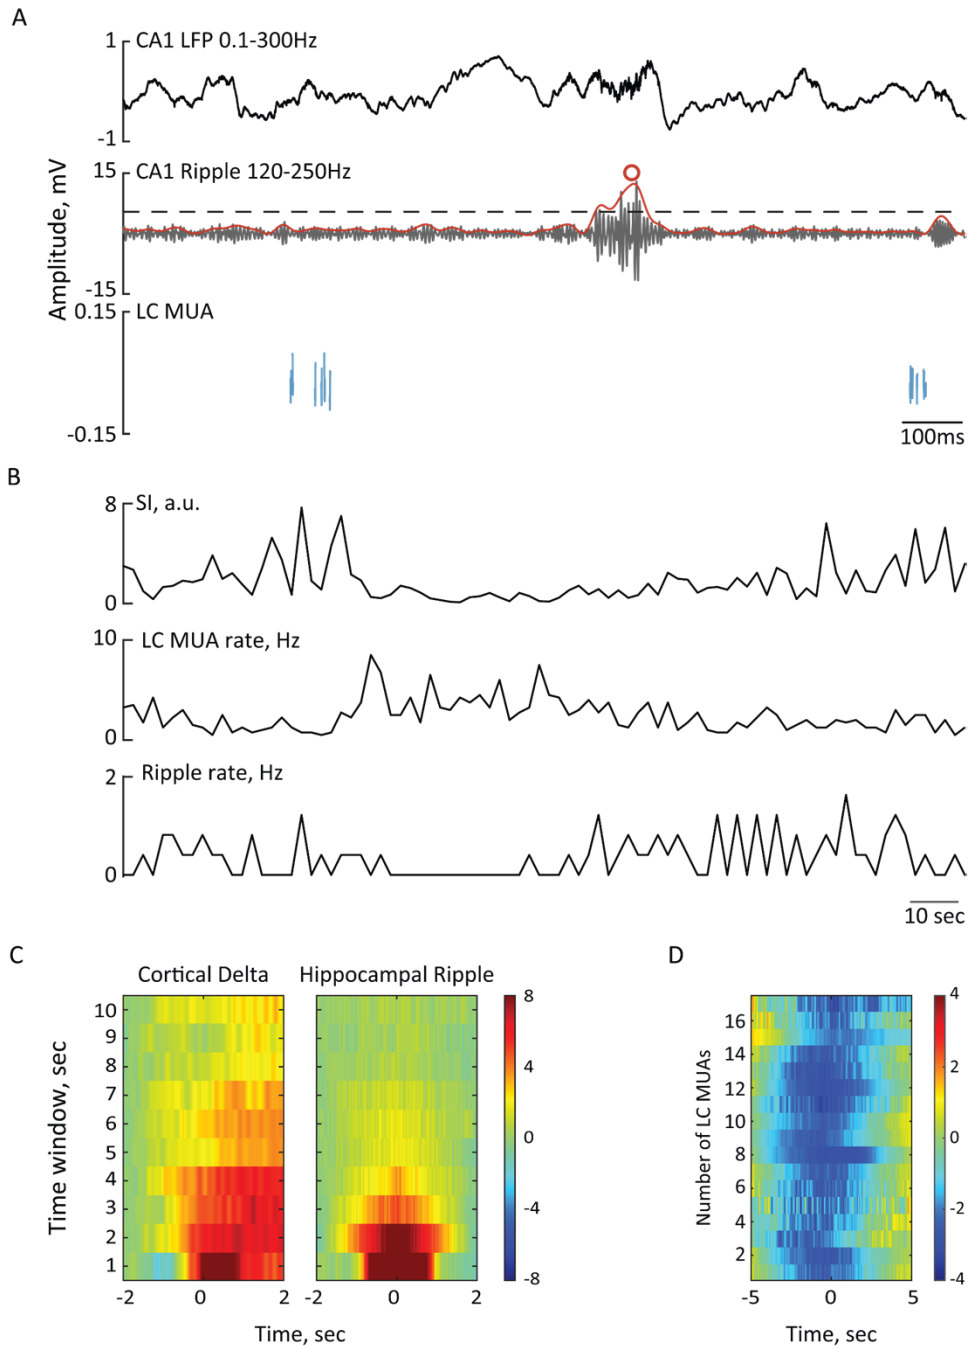 A
CA1 LFP 0.1-300Hz
1
-1
CA1 Ripple 120-250Hz
15
-15
Amplitude, mV
LC MUA
0.15
-0.15
100ms
B
SI, a.u.
8
0
LC MUA rate, Hz
10
0
Ripple rate, Hz
2
0
10 sec
C
Cortical Delta
Hippocampal Ripple
Time window, sec
10
9
8
7
6
5
4
3
2
1
-2 0 2
-2 0 2
8
4
0
-4
-8
Time, sec
D
Number of LC MUAs
16
14
12
10
8
6
4
2
-5 0 5
4
2
0
-2
-4
Time, sec